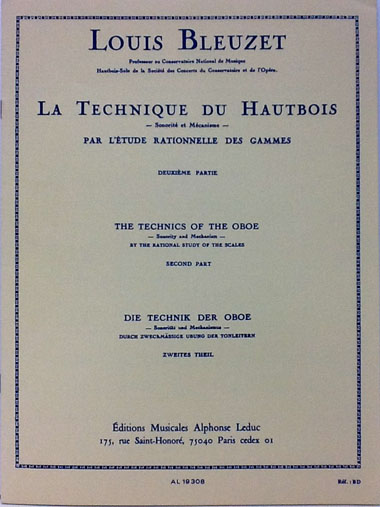 LOUIS BLEUZET
Professeur au Conservatoire National de Musique
Hautbois-Solo de la Société des Concerts du Conservatoire et de l'Opéra.
LA TECHNIQUE DU HAUTBOIS
— Sonorité et Mécanisme —
PAR L'ÉTUDE RATIONNELLE DES GAMMES
DEUXIÈME PARTIE
THE TECHNICS OF THE OBOE
— Sonority and Mechanism —
BY THE RATIONAL STUDY OF THE SCALES
SECOND PART
DIE TECHNIK DER OBOE
— Sonorität und Mechanismus —
DURCH ZWECKMÄSSIGE ÜBUNG DER TONLEITERN
ZWEITES THEIL
Éditions Musicales Alphonse Leduc
175, rue Saint-Honoré, 75040 Paris cedex 01
AL 19308
Réf. : BD